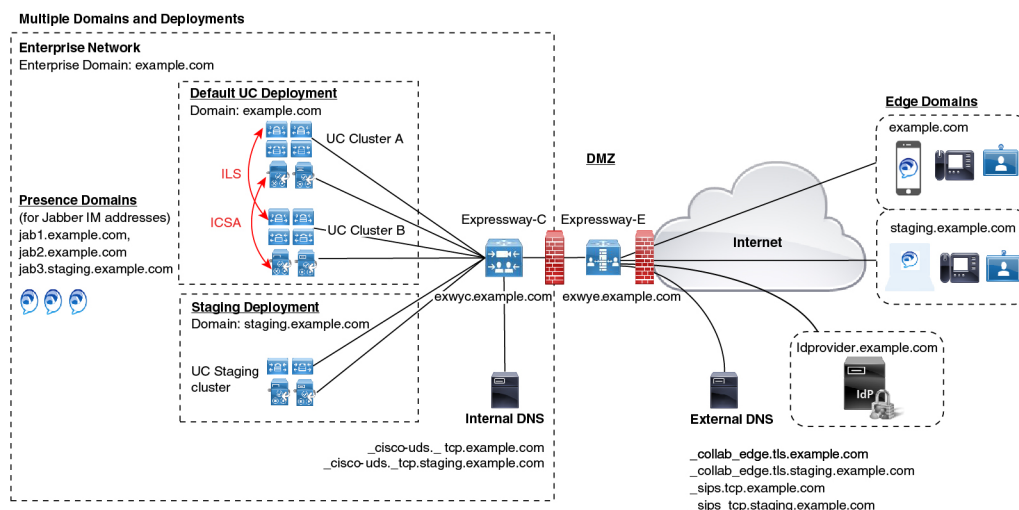 Multiple Domains and Deployments
Enterprise Network
Enterprise Domain: example.com
Default UC Deployment
Domain: example.com
UC Cluster A
ILS
ICSA
UC Cluster B
Presence Domains
(for Jabber IM addresses)
jab1.example.com,
jab2.example.com
jab3.staging.example.com
Staging Deployment
Domain: staging.example.com
UC Staging
cluster
Expressway-C
exwyc.example.com
Internal DNS
_cisco-uds._ tcp.example.com
_cisco-uds._tcp.staging.example.com
DMZ
Expressway-E
exwye.example.com
Internet
Edge Domains
example.com
staging.example.com
Idprovider.example.com
IdP
External DNS
_collab_edge.tls.example.com
_collab_edge.tls.staging.example.com
_sips.tcp.example.com
_sips_tcp.staging.example.com